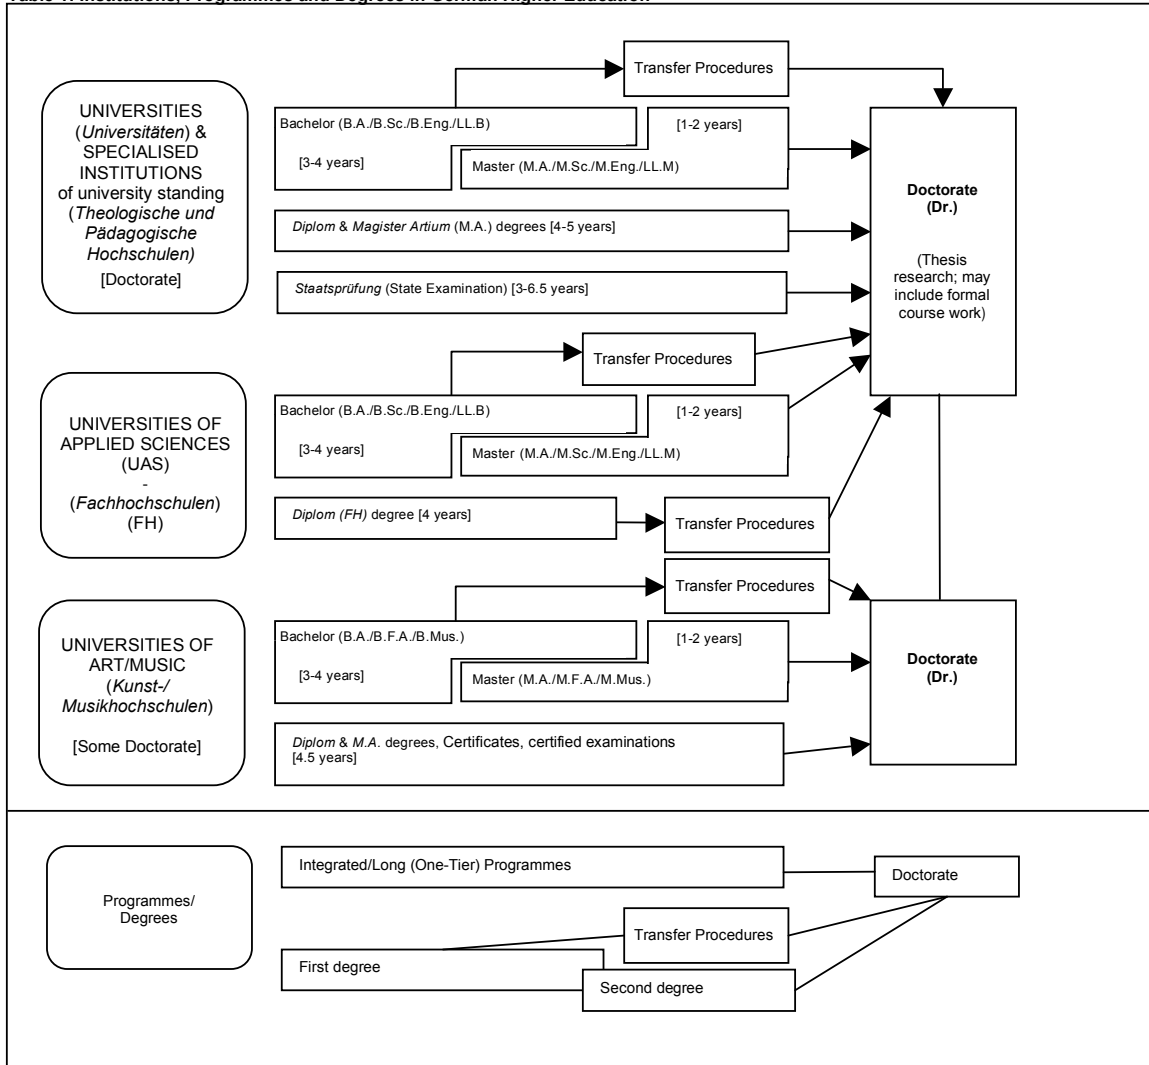 Table 1: Institutions, Programmes and Degrees in German Higher Education
Transfer Procedures
UNIVERSITIES
(Universitäten) &
SPECIALISED
INSTITUTIONS
of university standing
(Theologische und
Pädagogische
Hochschulen)
[Doctorate]
Bachelor (B.A./B.Sc./B.Eng./LL.B)
[3-4 years]
[1-2 years]
Master (M.A./M.Sc./M.Eng./LL.M)
Diplom & Magister Artium (M.A.) degrees [4-5 years]
Staatsprüfung (State Examination) [3-6.5 years]
Doctorate
(Dr.)
(Thesis
research; may
include formal
course work)
Transfer Procedures
UNIVERSITIES OF
APPLIED SCIENCES
(UAS)
-
(Fachhochschulen)
(FH)
Bachelor (B.A./B.Sc./B.Eng./LL.B)
[3-4 years]
[1-2 years]
Master (M.A./M.Sc./M.Eng./LL.M)
Diplom (FH) degree [4 years]
Transfer Procedures
Transfer Procedures
UNIVERSITIES OF
ART/MUSIC
(Kunst-/
Musikhochschulen)
[Some Doctorate]
Bachelor (B.A./B.F.A./B.Mus.)
[3-4 years]
[1-2 years]
Master (M.A./M.F.A./M.Mus.)
Diplom & M.A. degrees, Certificates, certified examinations
[4.5 years]
Doctorate
(Dr.)
Programmes/
Degrees
Integrated/Long (One-Tier) Programmes
Doctorate
Transfer Procedures
First degree
Second degree